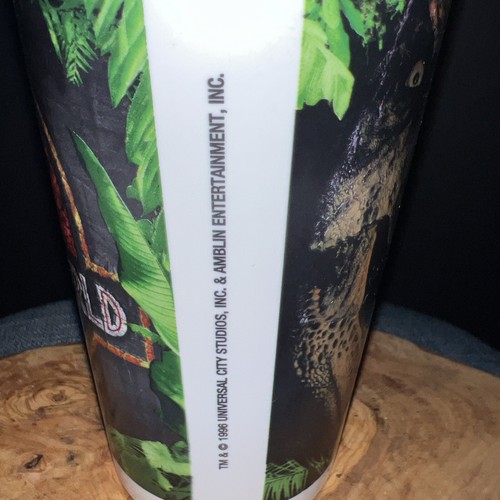 TM & © 1996 UNIVERSAL CITY STUDIOS, INC. & AMBLIN ENTERTAINMENT, INC.